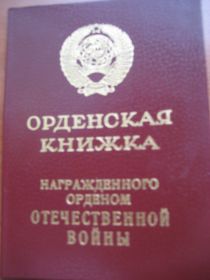 ОРДЕНСКАЯ
КНИЖКА
НАГРАЖДЕННОГО
ОРДЕНОМ
ОТЕЧЕСТВЕННОЙ
ВОЙНЫ